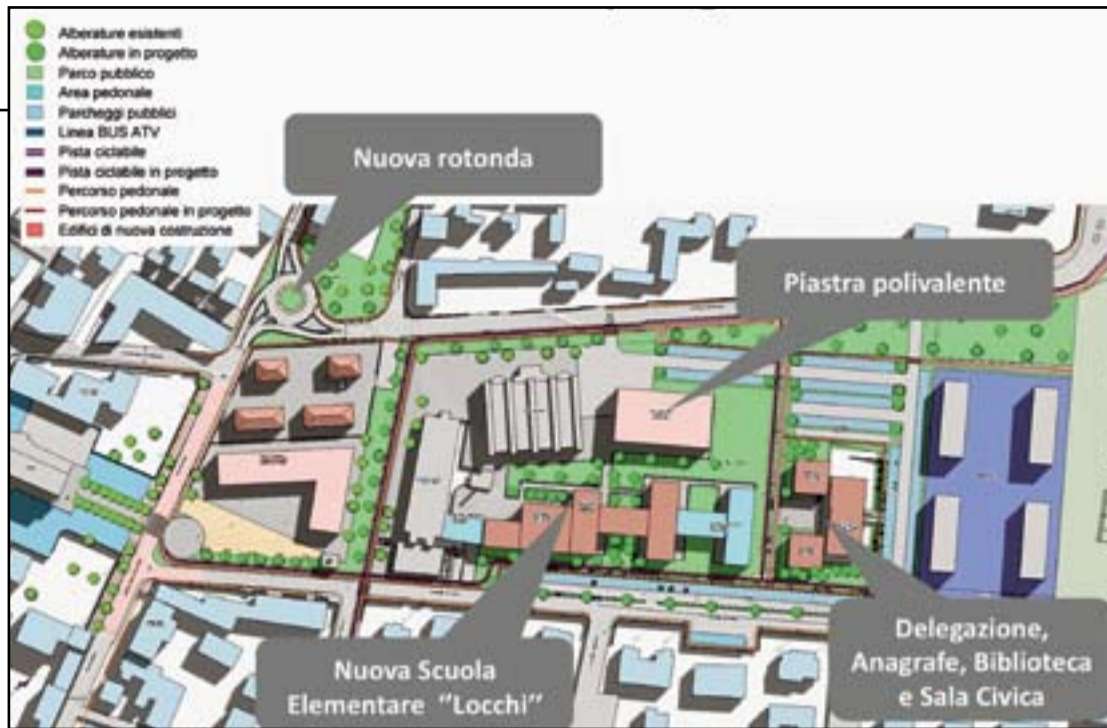 Alberature esistenti
Alberature in progetto
Parco pubblico
Area pedonale
Parcheggi pubblici
Linea BUS ATV
Pista ciclabile
Pista ciclabile in progetto
Percorso pedonale
Percorso pedonale in progetto
Edifici di nuova costruzione
Nuova rotonda
Piastra polivalente
Nuova Scuola
Elementare "Locchi"
Delegazione,
Anagrafe, Biblioteca
e Sala Civica